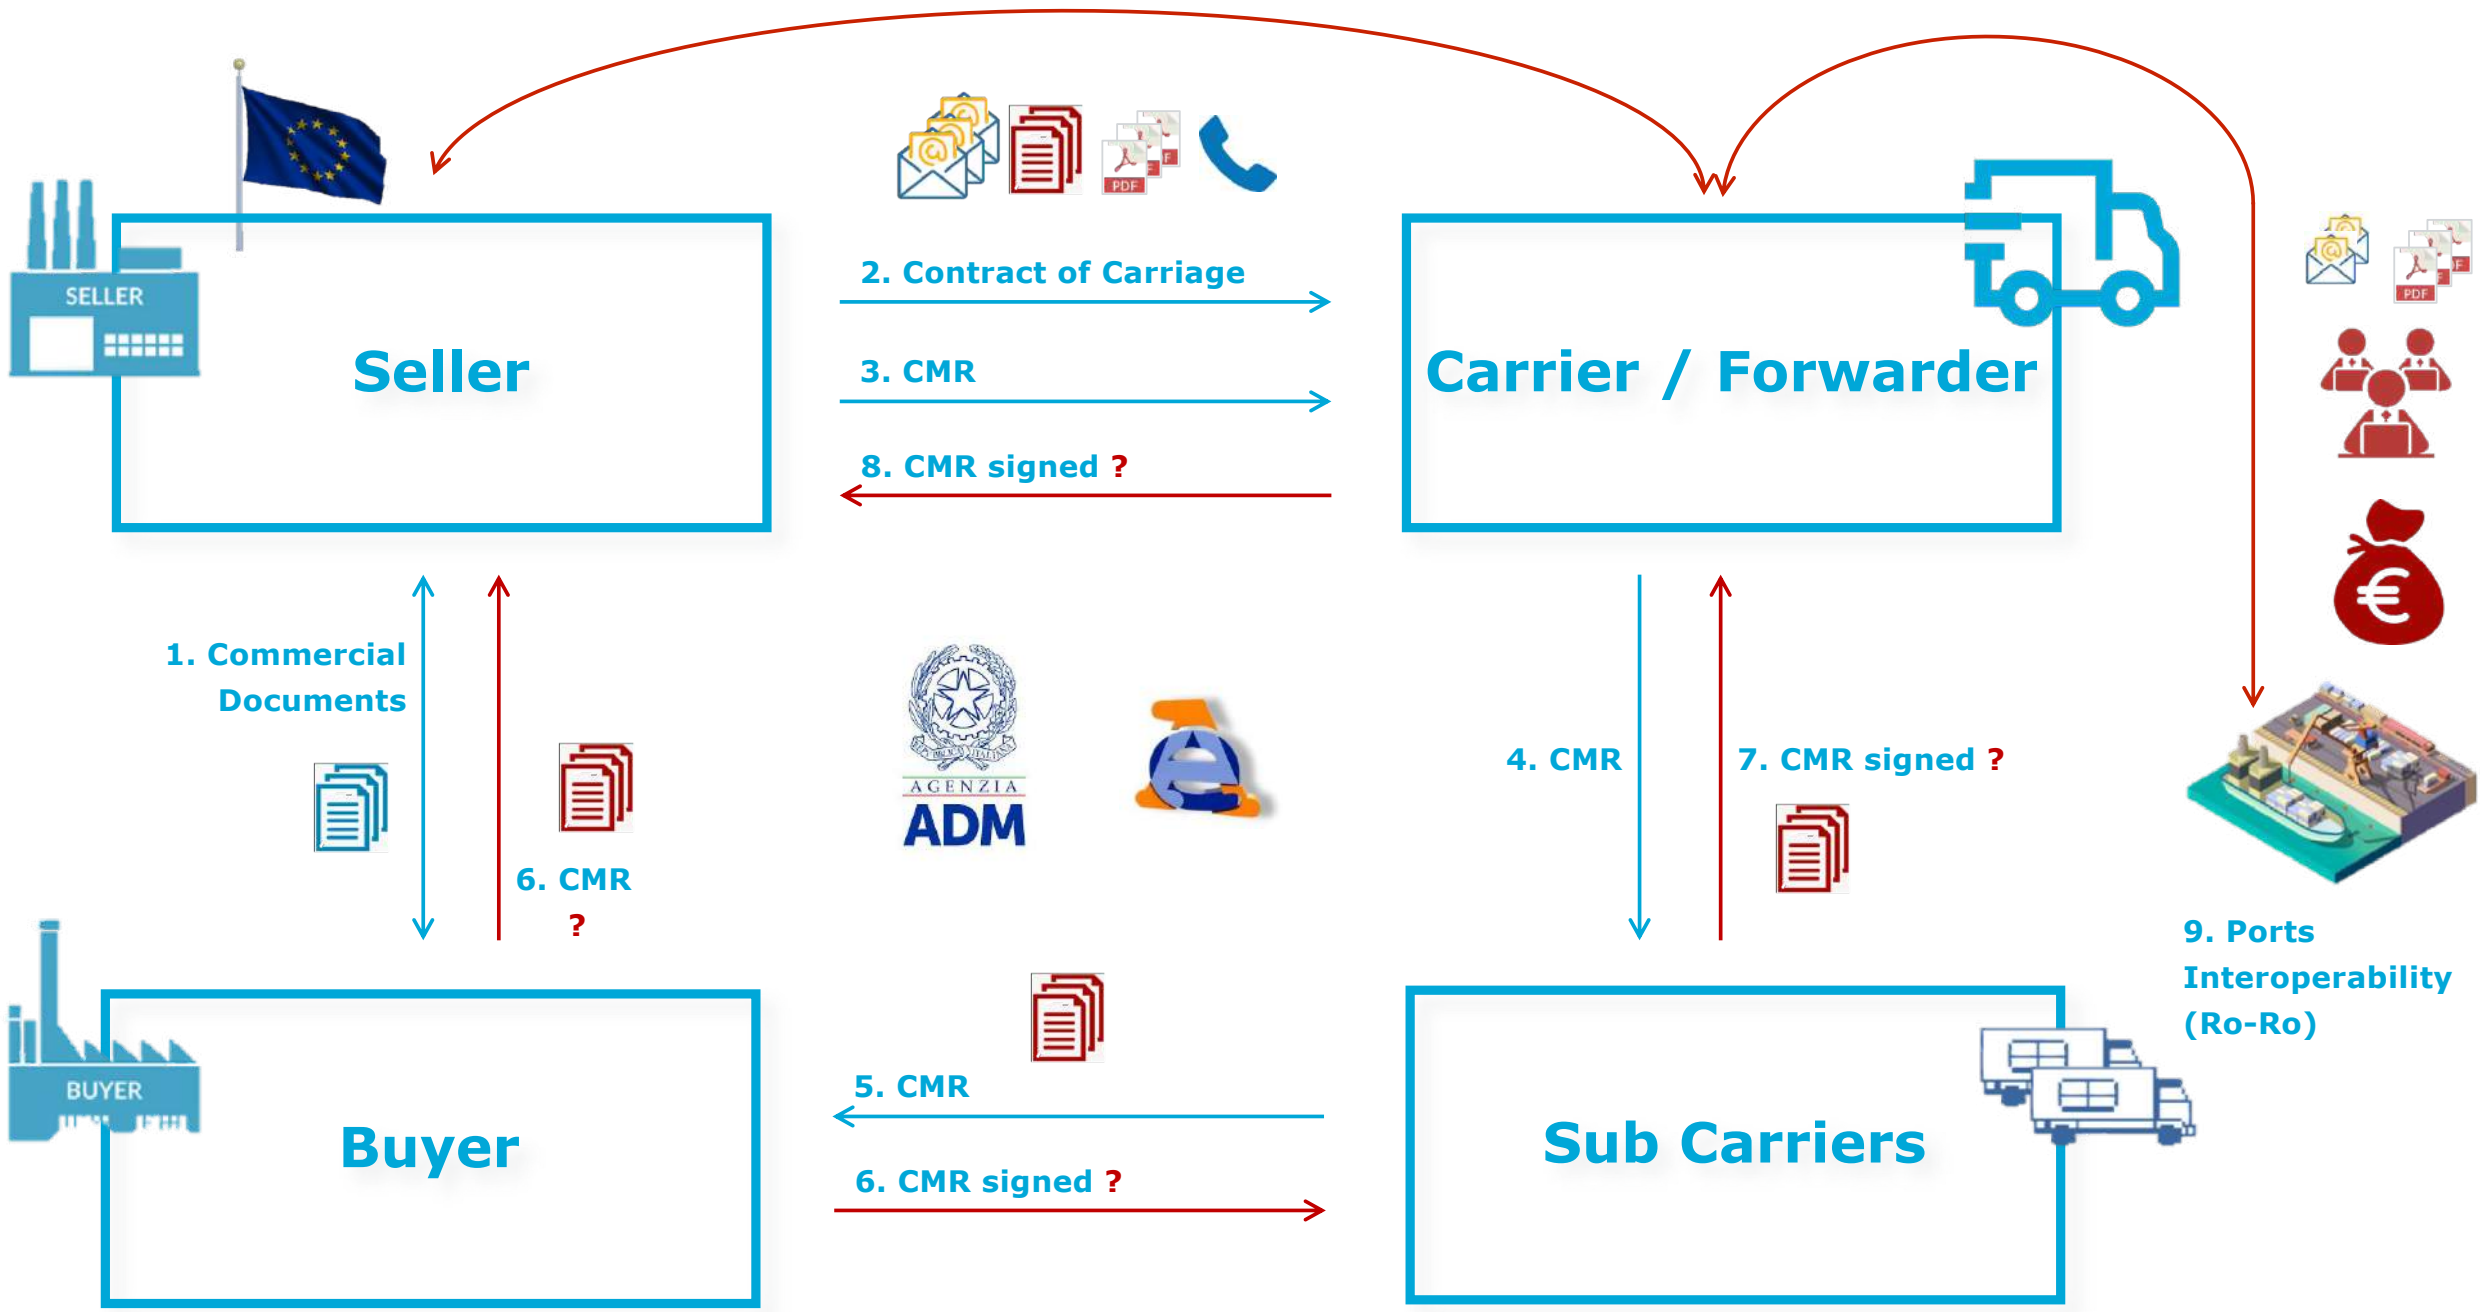 SELLER
Seller
2. Contract of Carriage
3. CMR
8. CMR signed ?
Carrier / Forwarder
PDF
PDF
1. Commercial
Documents
6. CMR
?
AGENZIA
ADM
4. CMR
7. CMR signed ?
9. Ports
Interoperability
(Ro-Ro)
BUYER
Buyer
5. CMR
6. CMR signed ?
Sub Carriers